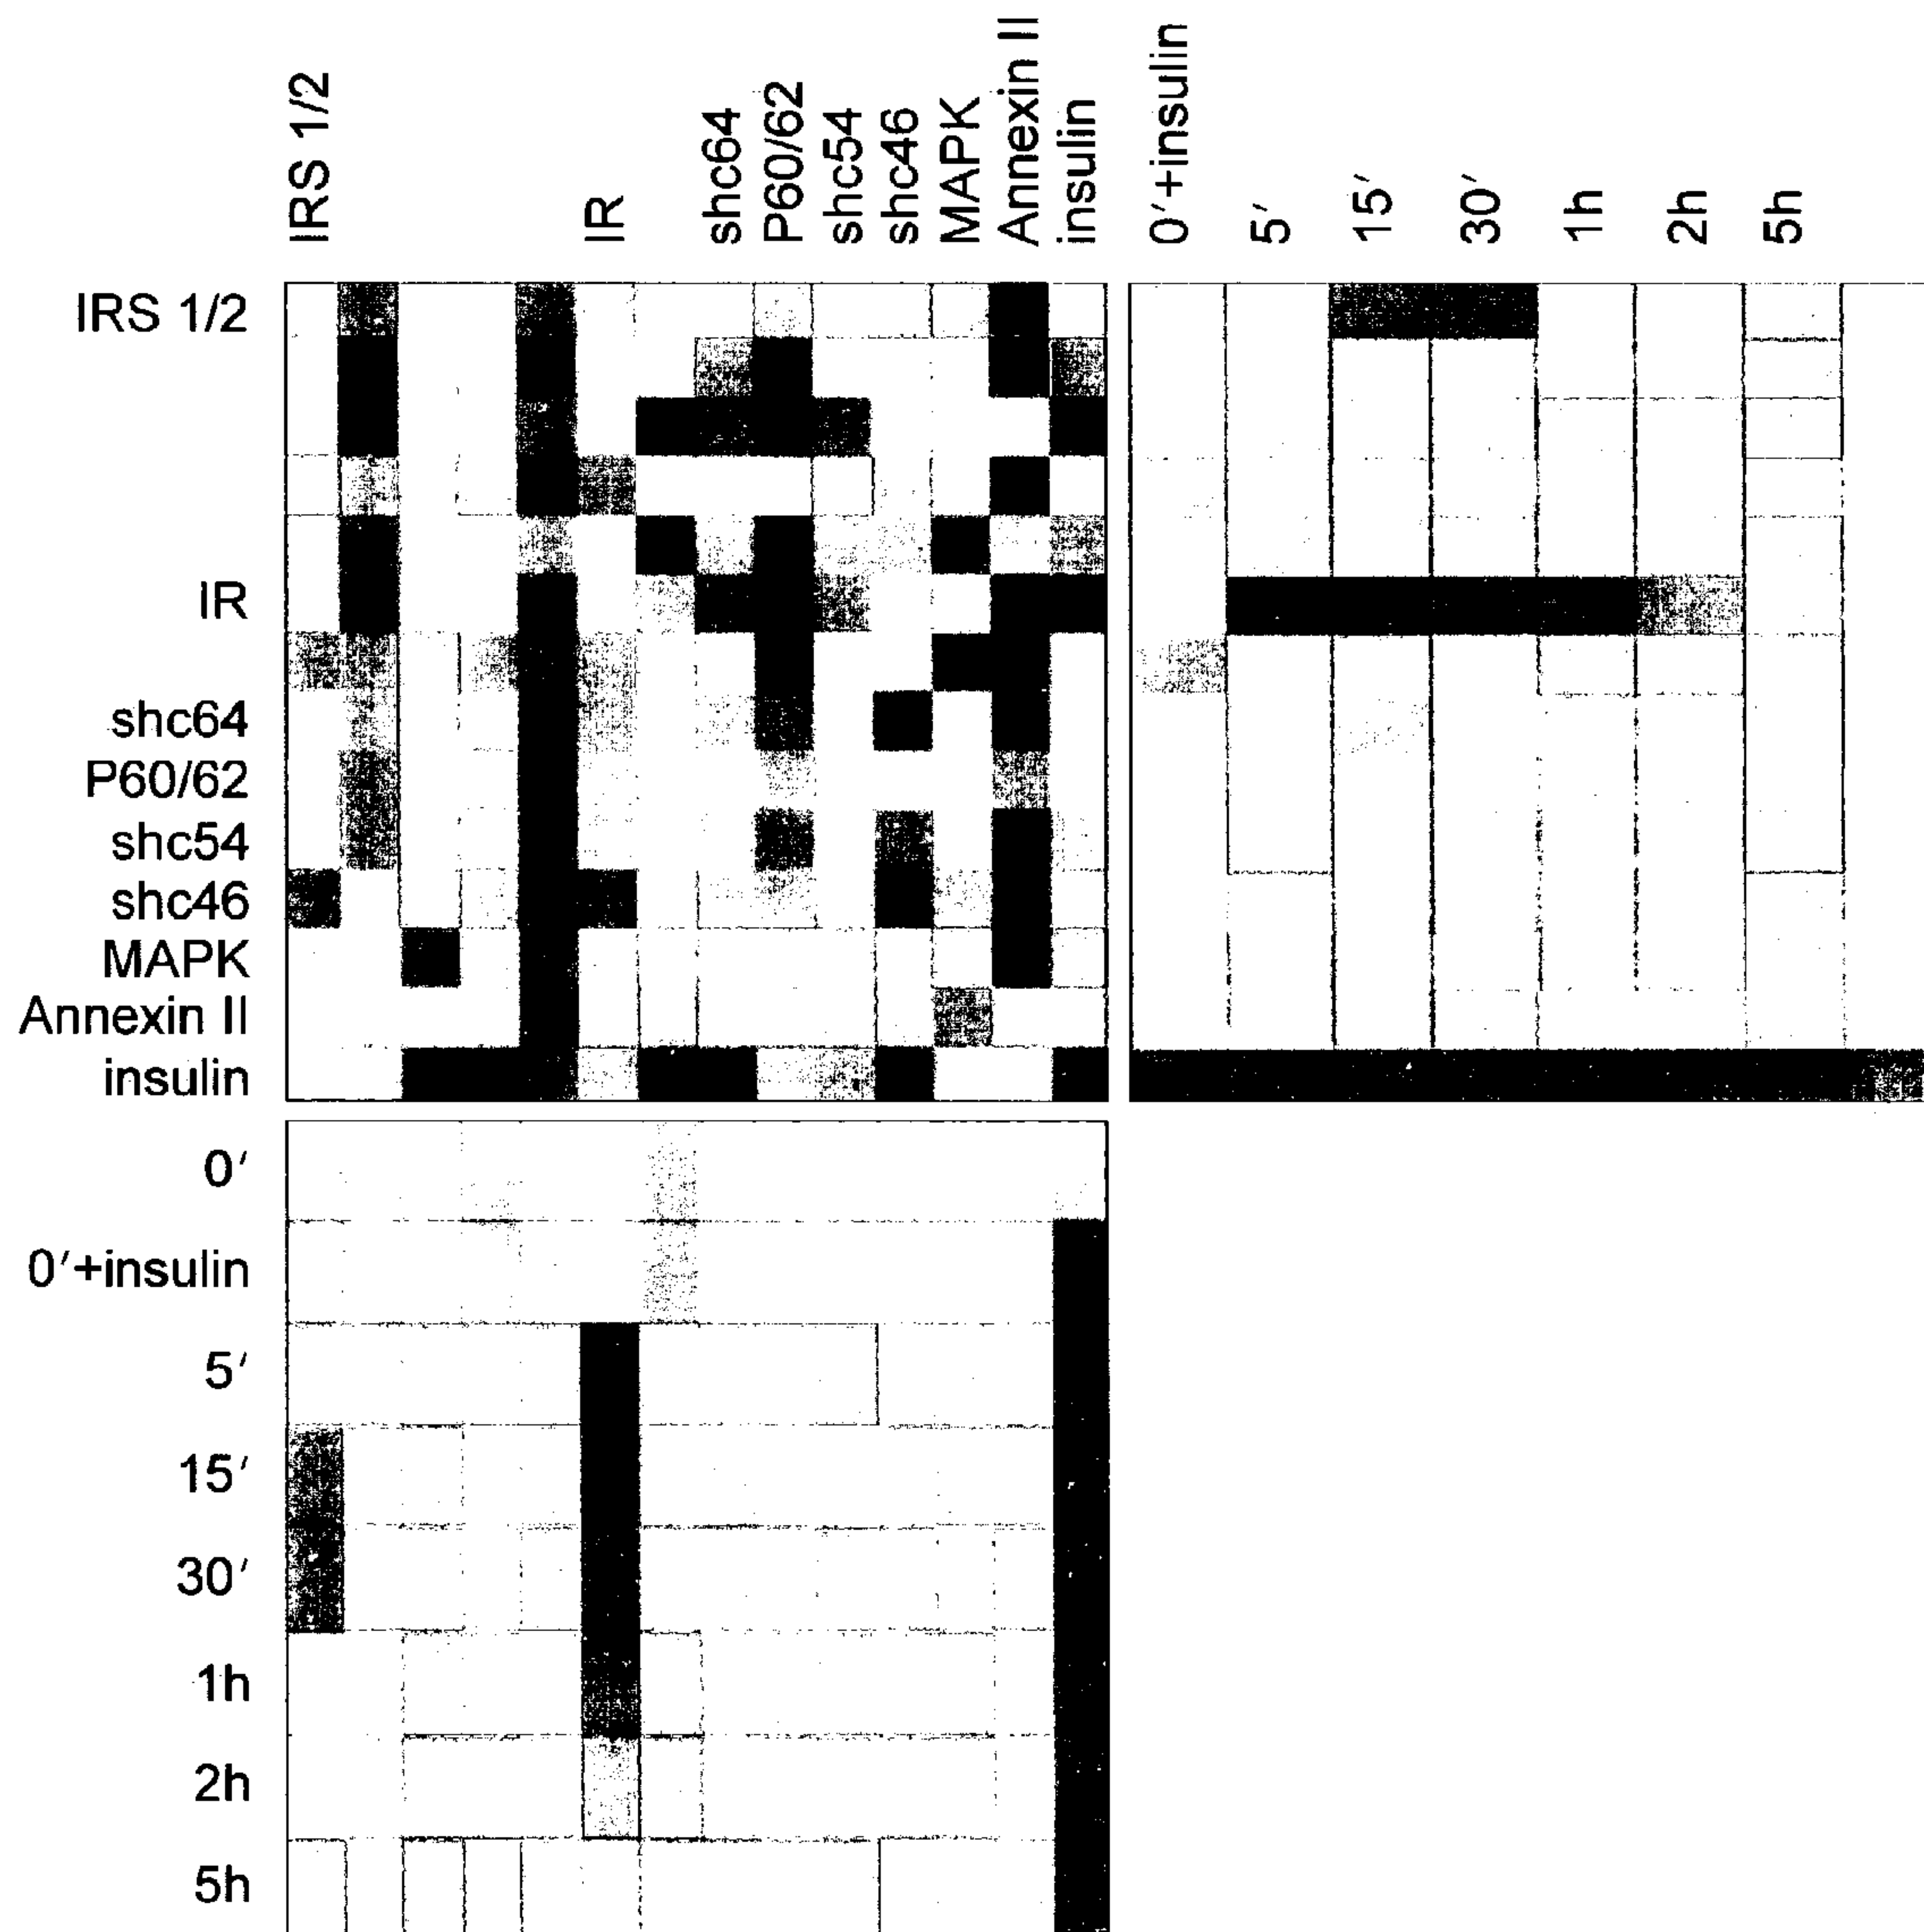 IRS 1/2
IR
shc64
P60/62
shc54
shc46
MAPK
Annexin II
insulin
0′+insulin
5′
15′
30′
1h
2h
5h
IRS 1/2
IR
shc64
P60/62
shc54
shc46
MAPK
Annexin II
insulin
0′
0′+insulin
5′
15′
30′
1h
2h
5h